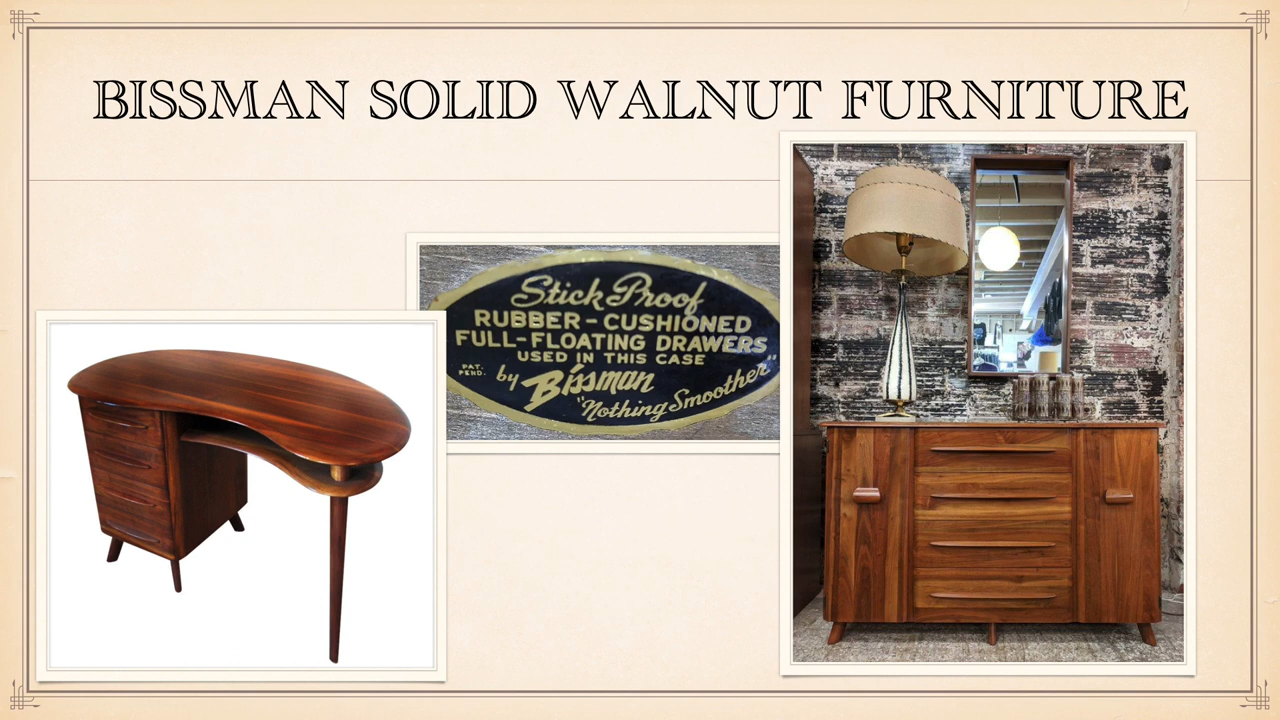 BISSMAN SOLID WALNUT FURNITURE
Stick Proof
RUBBER-CUSHIONED
FULL-FLOATING DRAWERS
USED IN THIS CASE
PAT. PEND.
by Bissman
"Nothing Smoother"